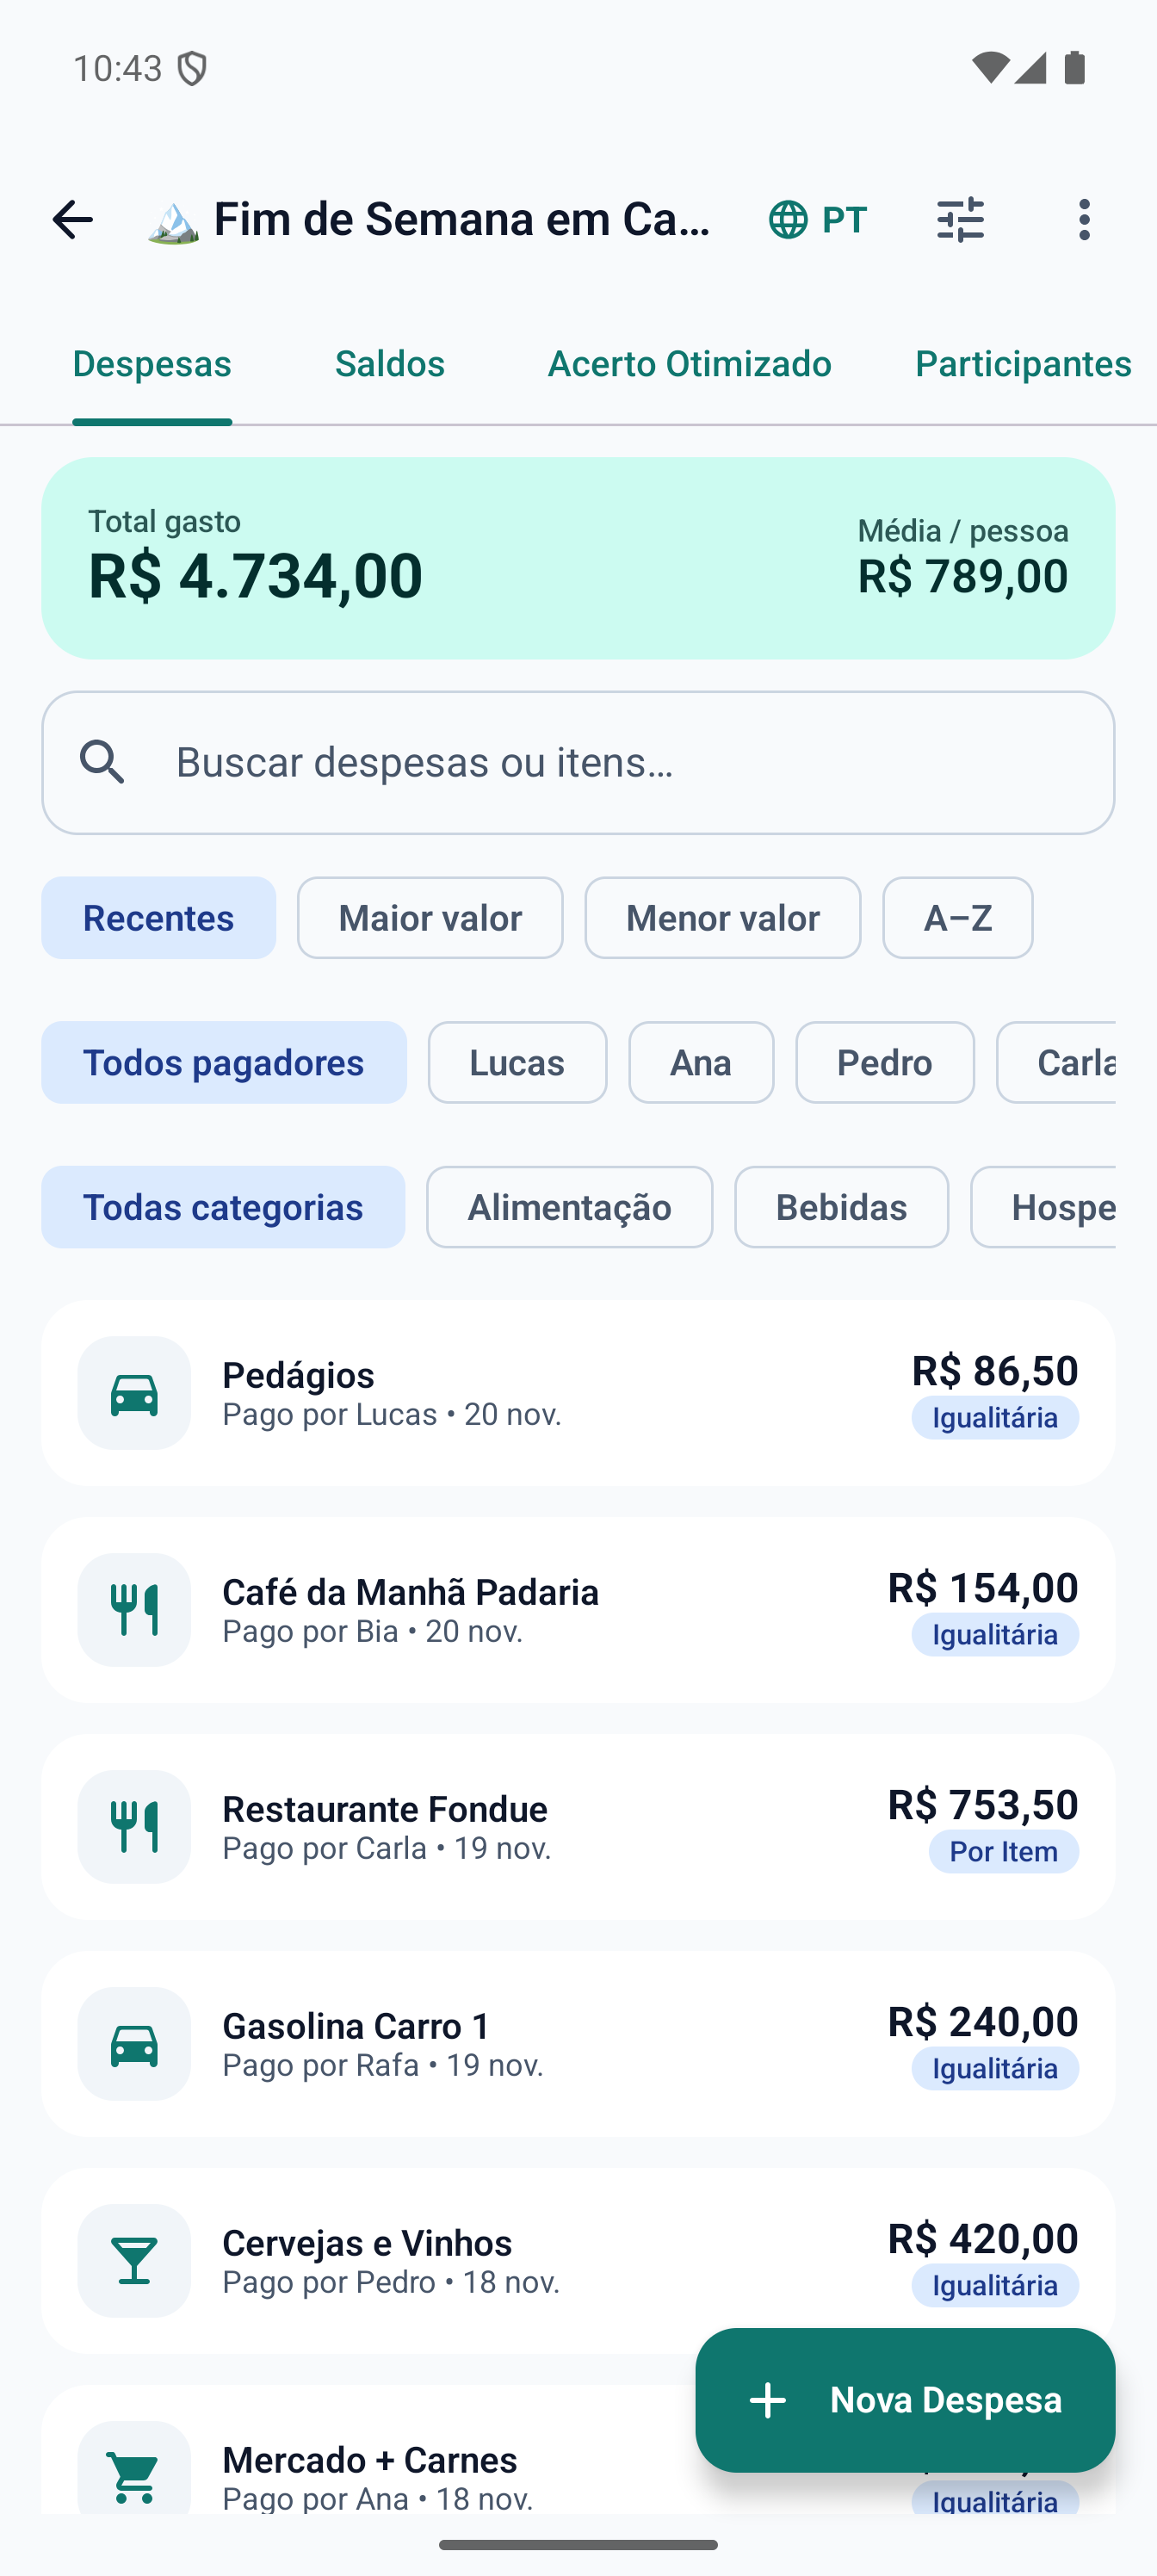 10:43
Fim de Semana em Ca... PT
Despesas Saldos Acerto Otimizado Participantes
Total gasto
R$ 4.734,00
Média / pessoa
R$ 789,00
Buscar despesas ou itens...
Recentes Maior valor Menor valor A–Z
Todos pagadores Lucas Ana Pedro Carla
Todas categorias Alimentação Bebidas Hospe
Pedágios
Pago por Lucas • 20 nov.
R$ 86,50
Igualitária
Café da Manhã Padaria
Pago por Bia • 20 nov.
R$ 154,00
Igualitária
Restaurante Fondue
Pago por Carla • 19 nov.
R$ 753,50
Por Item
Gasolina Carro 1
Pago por Rafa • 19 nov.
R$ 240,00
Igualitária
Cervejas e Vinhos
Pago por Pedro • 18 nov.
R$ 420,00
Igualitária
Nova Despesa
Mercado + Carnes
Pago por Ana • 18 nov.
Igualitária